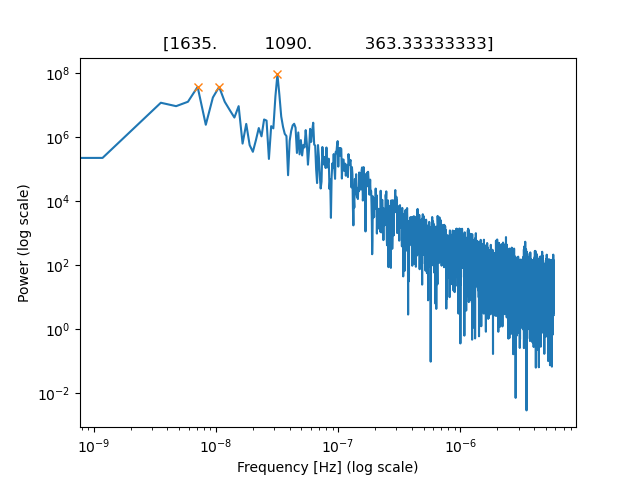 [1635. 1090. 363.33333333]
10⁸
10⁶
10⁴
10²
10⁰
10⁻²
Power (log scale)
10⁻⁹ 10⁻⁸ 10⁻⁷ 10⁻⁶
Frequency [Hz] (log scale)